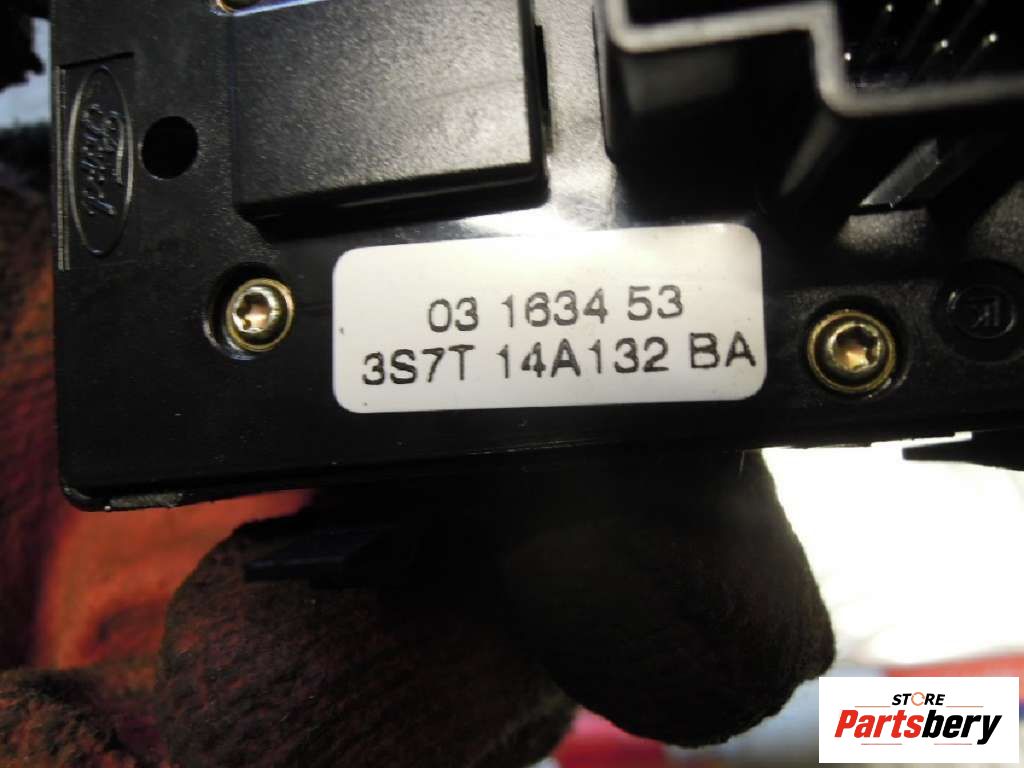 Ford
03 1634 53
3S7T 14A132 BA
STORE
Partsbery